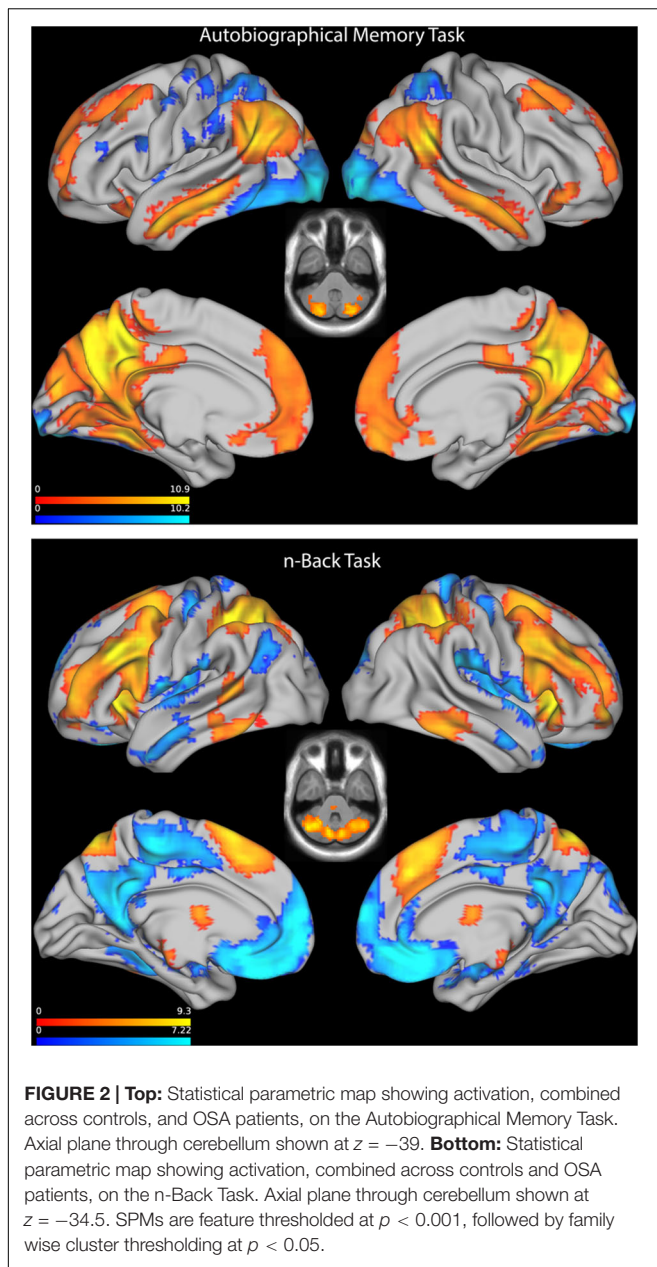 Autobiographical Memory Task
0 10.9
0 10.2
n-Back Task
0 9.3
0 7.22
FIGURE 2 | Top: Statistical parametric map showing activation, combined
across controls, and OSA patients, on the Autobiographical Memory Task.
Axial plane through cerebellum shown at z = −39. Bottom: Statistical
parametric map showing activation, combined across controls and OSA
patients, on the n-Back Task. Axial plane through cerebellum shown at
z = −34.5. SPMs are feature thresholded at p < 0.001, followed by family
wise cluster thresholding at p < 0.05.